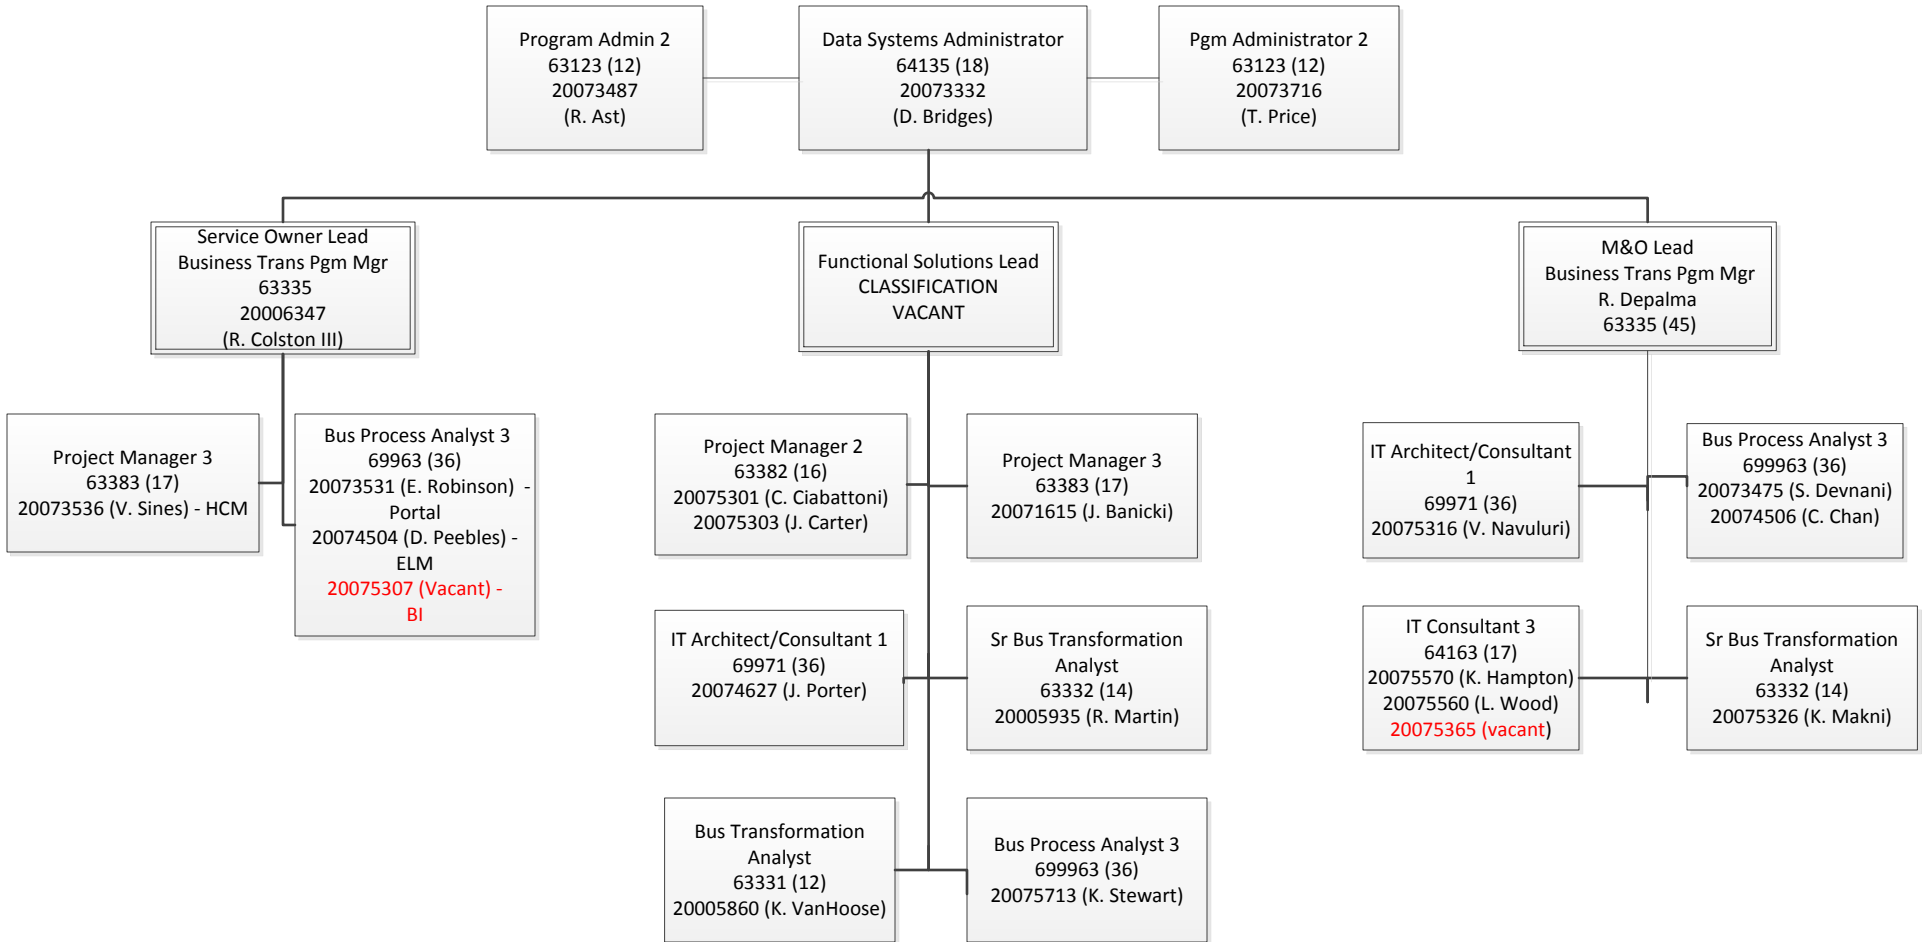 Program Admin 2
63123 (12)
20073487
(R. Ast)
Data Systems Administrator
64135 (18)
20073332
(D. Bridges)
Pgm Administrator 2
63123 (12)
20073716
(T. Price)
Service Owner Lead
Business Trans Pgm Mgr
63335
20006347
(R. Colston III)
Functional Solutions Lead
CLASSIFICATION
VACANT
M&O Lead
Business Trans Pgm Mgr
R. Depalma
63335 (45)
Project Manager 3
63383 (17)
20073536 (V. Sines) - HCM
Bus Process Analyst 3
69963 (36)
20073531 (E. Robinson) -
Portal
20074504 (D. Peebles) -
ELM
20075307 (Vacant) -
BI
Project Manager 2
63382 (16)
20075301 (C. Ciabattoni)
20075303 (J. Carter)
Project Manager 3
63383 (17)
20071615 (J. Banicki)
IT Architect/Consultant
1
69971 (36)
20075316 (V. Navuluri)
Bus Process Analyst 3
699963 (36)
20073475 (S. Devnani)
20074506 (C. Chan)
IT Architect/Consultant 1
69971 (36)
20074627 (J. Porter)
Sr Bus Transformation
Analyst
63332 (14)
20005935 (R. Martin)
IT Consultant 3
64163 (17)
20075570 (K. Hampton)
20075560 (L. Wood)
20075365 (vacant)
Sr Bus Transformation
Analyst
63332 (14)
20075326 (K. Makni)
Bus Transformation
Analyst
63331 (12)
20005860 (K. VanHoose)
Bus Process Analyst 3
699963 (36)
20075713 (K. Stewart)